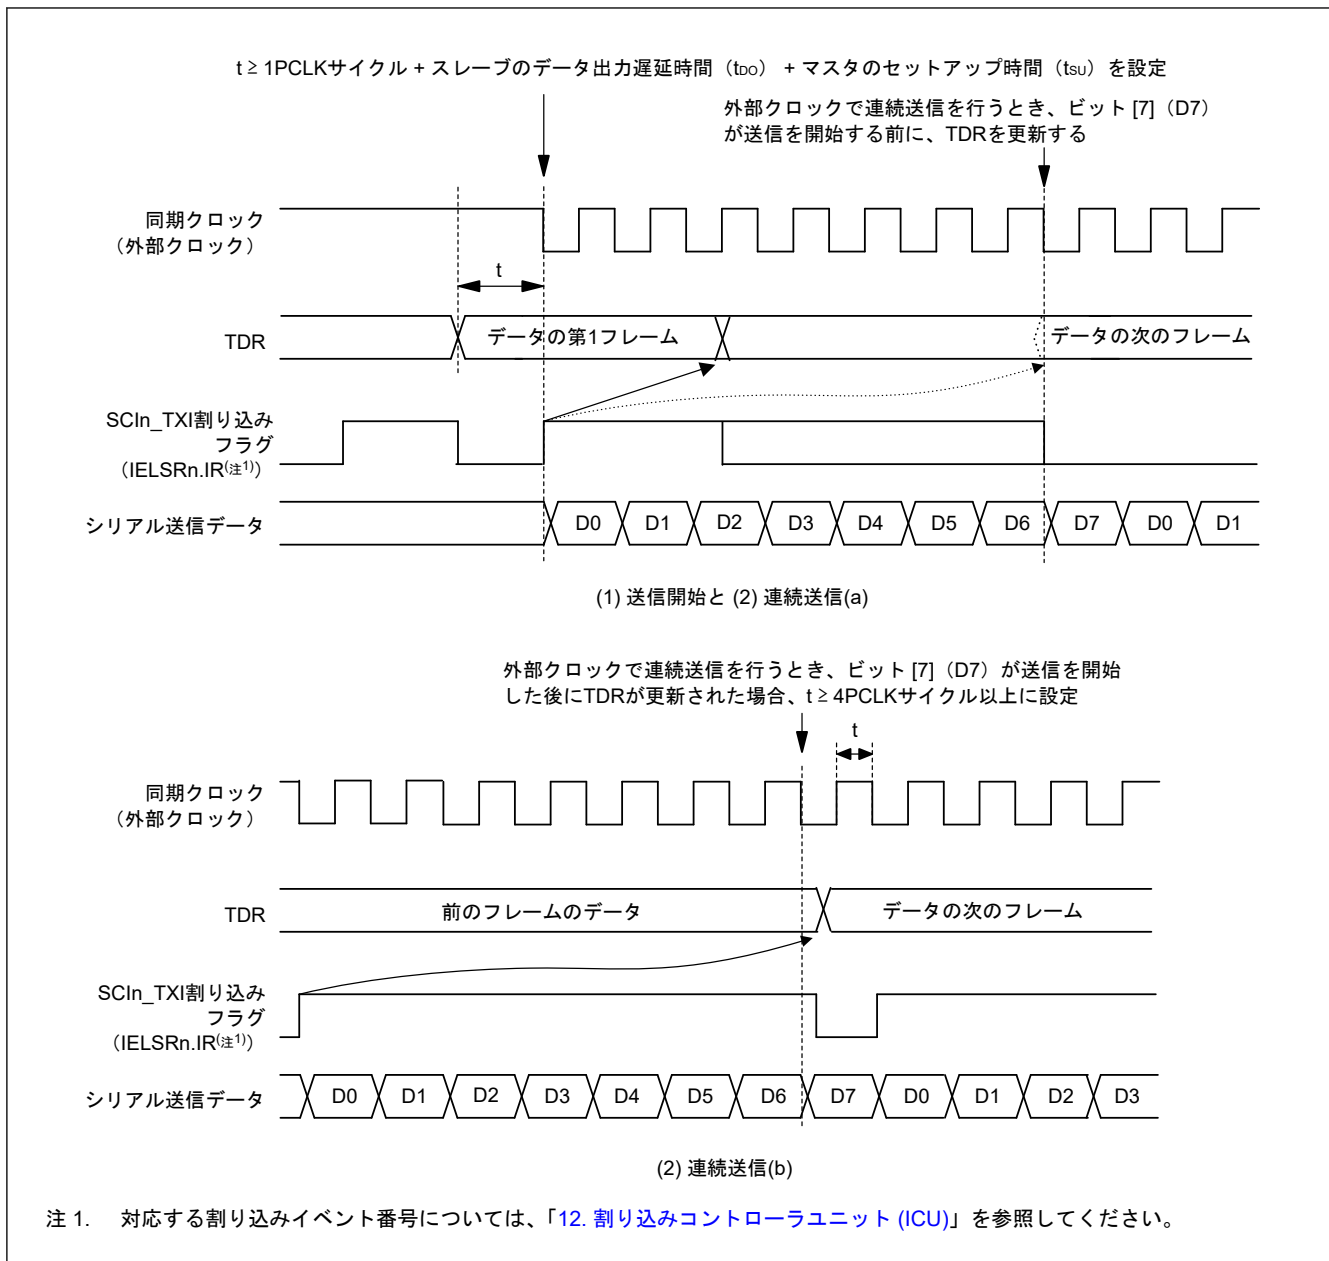 t ≥ 1PCLKサイクル + スレーブのデータ出力遅延時間（tDO） + マスタのセットアップ時間（tSU）を設定
外部クロックで連続送信を行うとき、ビット [7]（D7）
が送信を開始する前に、TDRを更新する
同期クロック
（外部クロック）
t
TDR
データの第1フレーム
データの次のフレーム
SCIn_TXI割り込み
フラグ
（IELSRn.IR(注1)）
シリアル送信データ
D0 D1 D2 D3 D4 D5 D6 D7 D0 D1
(1) 送信開始と (2) 連続送信(a)
外部クロックで連続送信を行うとき、ビット [7]（D7）が送信を開始
した後にTDRが更新された場合、t ≥ 4PCLKサイクル以上に設定
t
同期クロック
（外部クロック）
TDR
前のフレームのデータ
データの次のフレーム
SCIn_TXI割り込み
フラグ
（IELSRn.IR(注1)）
シリアル送信データ
D0 D1 D2 D3 D4 D5 D6 D7 D0 D1 D2 D3
(2) 連続送信(b)
注 1. 対応する割り込みイベント番号については、「12. 割り込みコントローラユニット (ICU)」を参照してください。